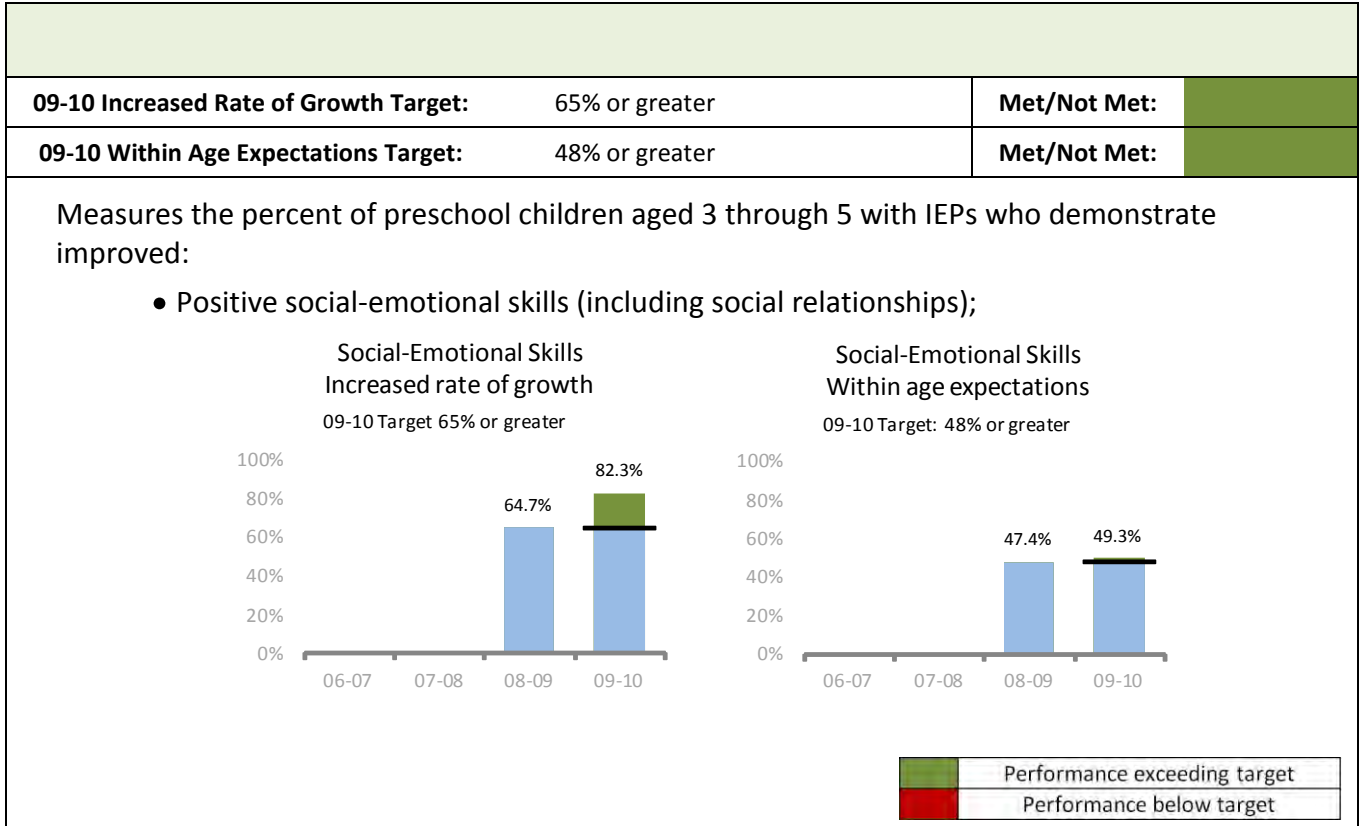 09-10 Increased Rate of Growth Target: 65% or greater Met/Not Met:
09-10 Within Age Expectations Target: 48% or greater Met/Not Met:
Measures the percent of preschool children aged 3 through 5 with IEPs who demonstrate
improved:
• Positive social-emotional skills (including social relationships);
Social-Emotional Skills
Increased rate of growth
09-10 Target 65% or greater
100%
80%
60%
40%
20%
0%
64.7%
82.3%
06-07 07-08 08-09 09-10
Social-Emotional Skills
Within age expectations
09-10 Target: 48% or greater
100%
80%
60%
40%
20%
0%
47.4%
49.3%
06-07 07-08 08-09 09-10
Performance exceeding target
Performance below target